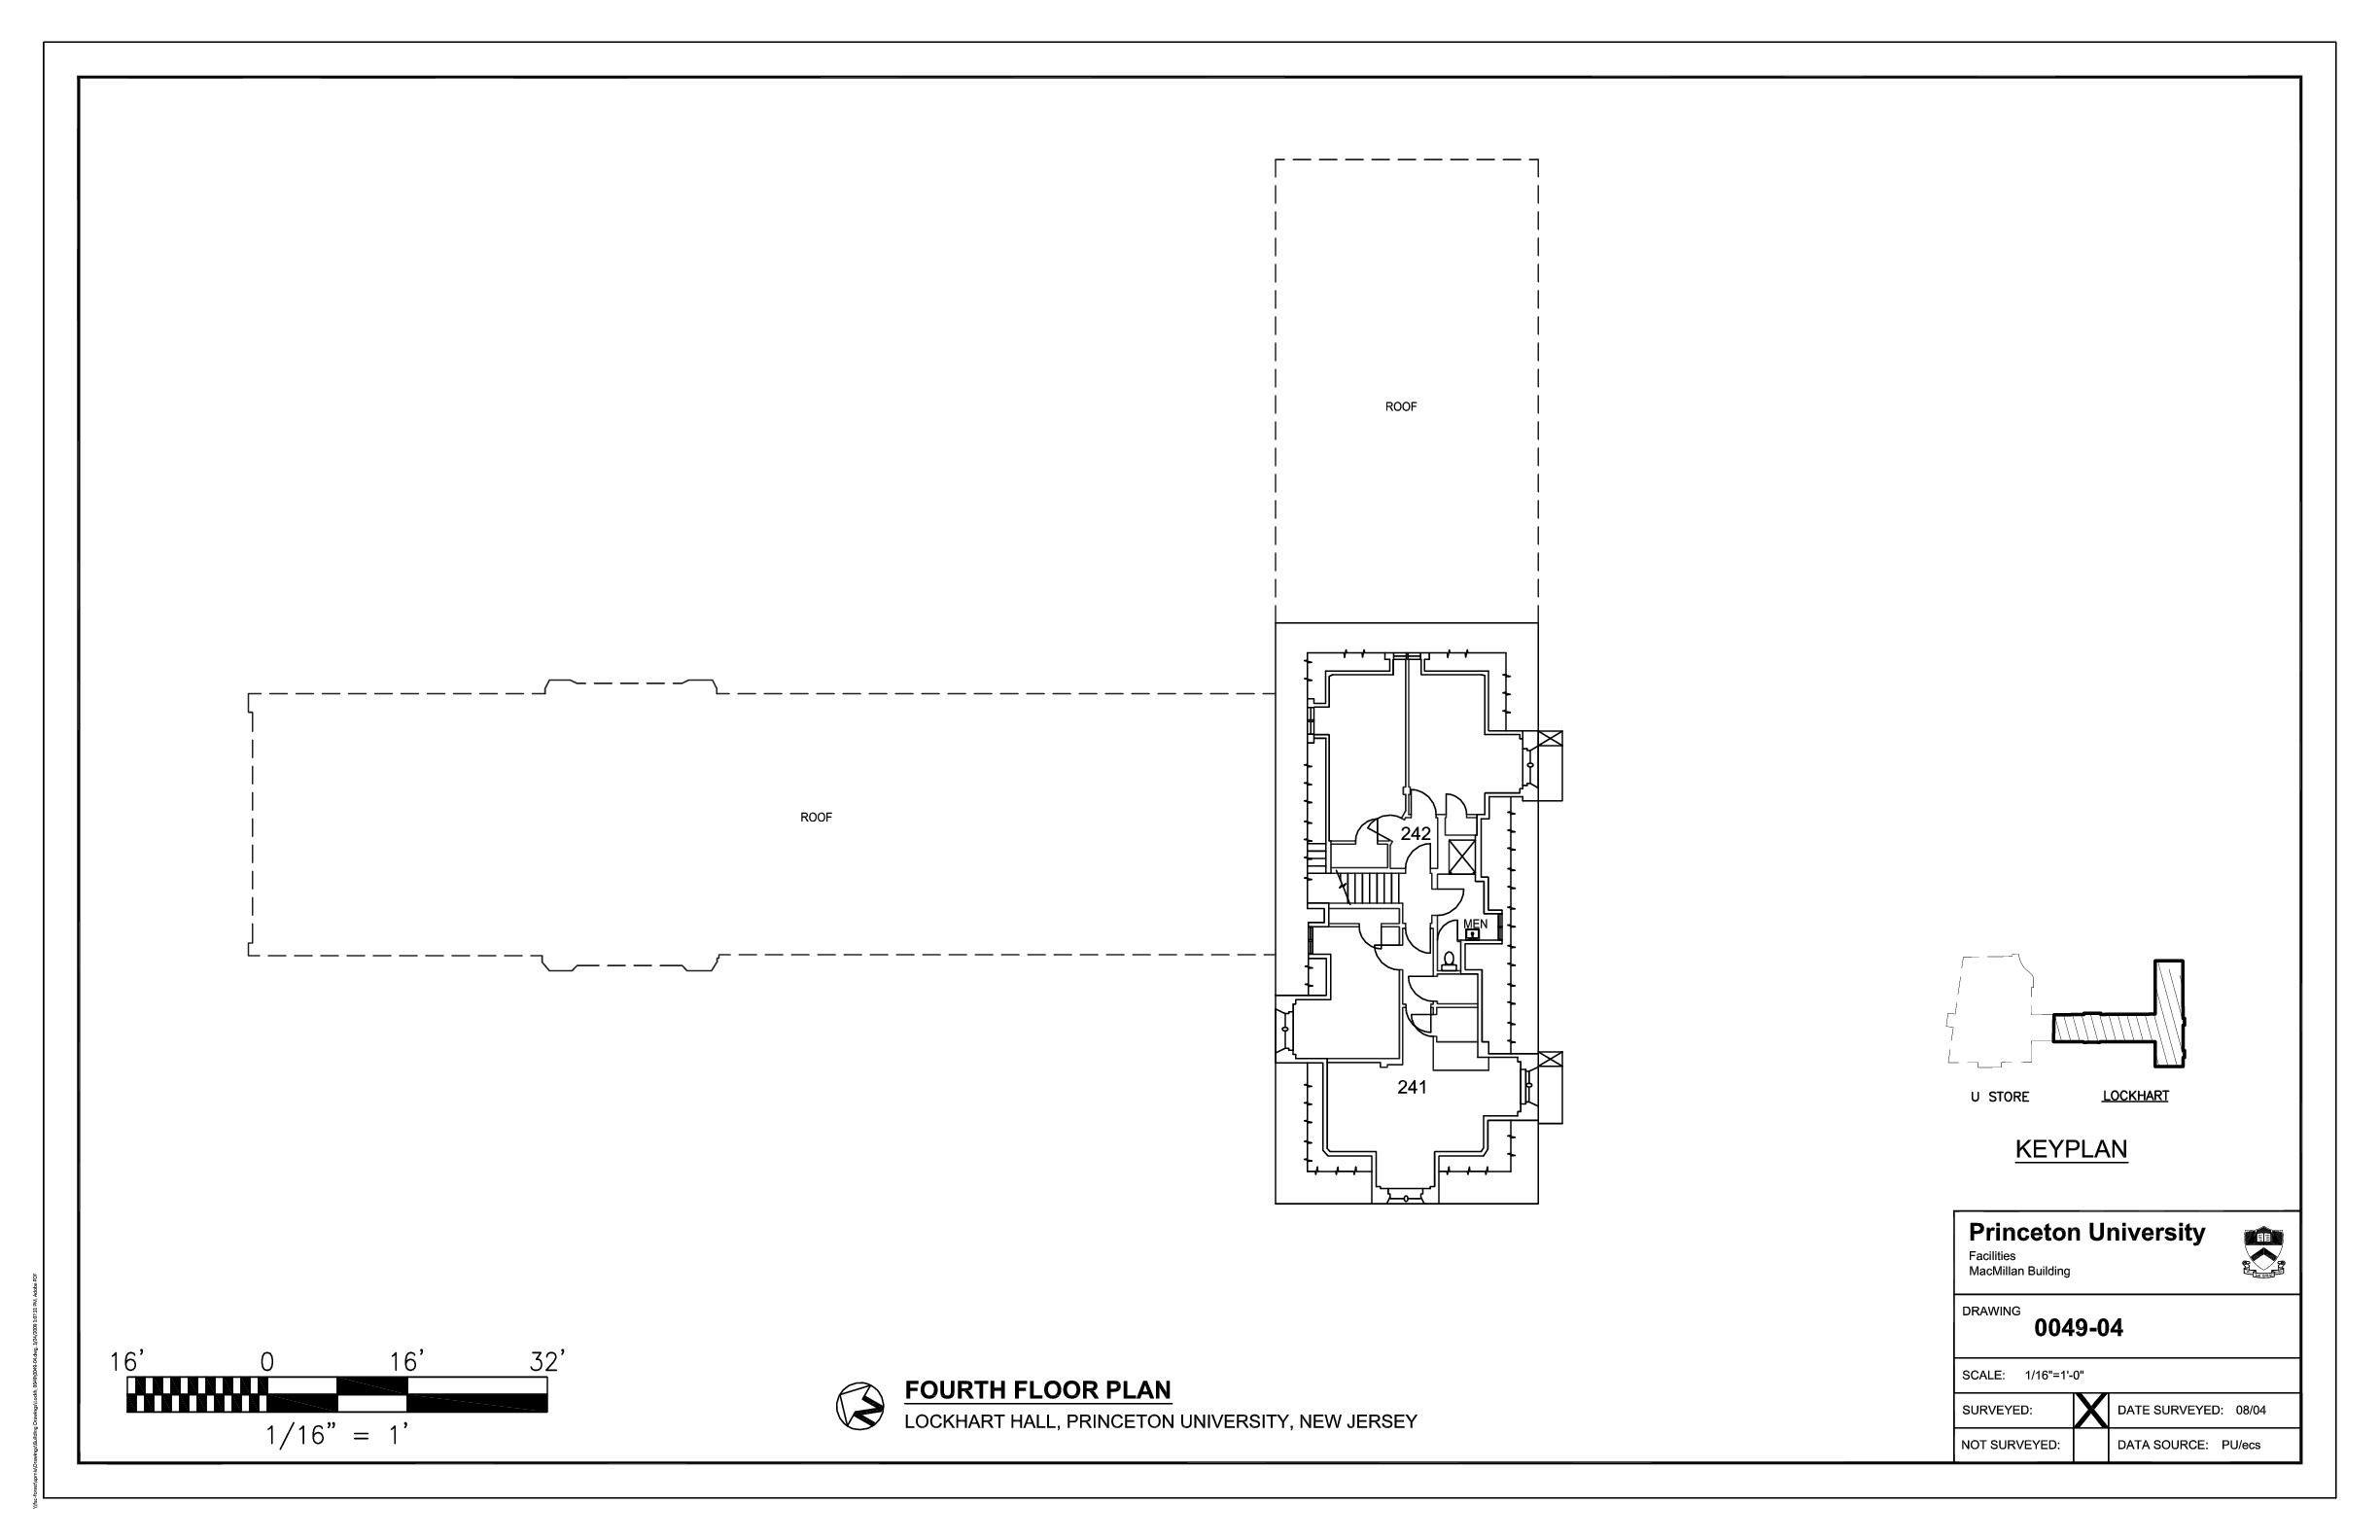 ROOF
ROOF
242
MEN
241
U STORE
LOCKHART
KEYPLAN
Princeton University
Facilities
MacMillan Building
DRAWING
0049-04
SCALE: 1/16"=1'-0"
SURVEYED: X DATE SURVEYED: 08/04
NOT SURVEYED: DATA SOURCE: PU/ecs
16' 0 16' 32'
1/16" = 1'
FOURTH FLOOR PLAN
LOCKHART HALL, PRINCETON UNIVERSITY, NEW JERSEY